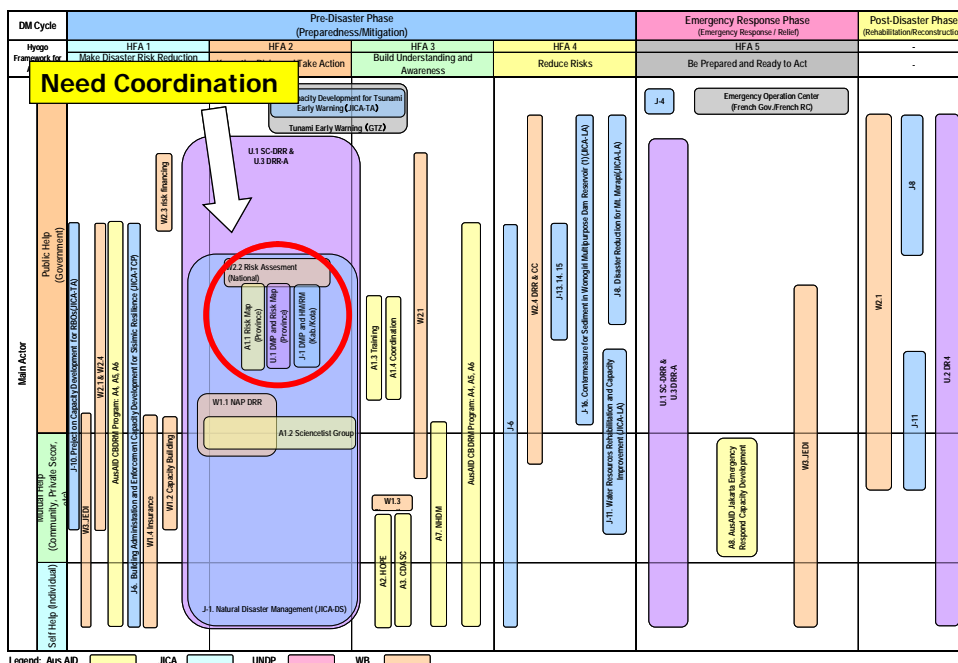 DM Cycle
Pre-Disaster Phase
(Preparedness/Mitigation)
Emergency Response Phase
(Emergency Response / Relief)
Post-Disaster Phase
(Rehabilitation/Reconstruction
Hyogo
Framework for
HFA 1
HFA 2
HFA 3
HFA 4
HFA 5
-
Make Disaster Risk Reduction
Take Action
Build Understanding and
Awareness
Reduce Risks
Be Prepared and Ready to Act
-
Need Coordination
Capacity Development for Tsunami
Early Warning (JICA-TA)
Tunami Early Warning (GTZ)
J-4
Emergency Operation Center
(French Gov./French RC)
U.1 SC-DRR &
U.3 DRR-A
W2.3 risk financing
W2.2 Risk Assesment
(National)
A1.1 Risk Map
(Province)
U.1 DMP and Risk Map
(Province)
J-1 DMP and HM/RM
(Kab./Kota)
W1.1 NAP DRR
A1.2 Sciencetist Group
J-1. Natural Disaster Management (JICA-DS)
Main Actor
Public Help
(Government)
Mutual Help
(Community, Private Secor,
Self Help (Individual)
J-10. Project on Capacity Development for RBOs(JICA-TA)
W3.JEDI
W2.1 & W2.4
AusAID CBDRM Program: A4, A5, A6
J-6. Building Administration and Enforcement Capacity Development for Sisimic Resilience (JICA-TCP)
W1.4 Insurance
W1.2 Capacity Building
A1.3 Training
A1.4 Coordination
W2.1
W1.3
A2. HOPE
A3. CDASC
A7. NHDM
AusAID CBDRM Program: A4, A5, A6
J-6
W2.4 DRR & CC
J-13. 14. 15
J-16. Contermeasure for Sediment in Wonogiri Multipurpose Dam Reservoir (1)(JICA-LA)
J-8. Disaster Reduction for Mt. Merapi(JICA-LA)
J-11. Water Resources Rehabilitation and Capacity
Improvement (JICA-LA)
U.1 SC-DRR &
U.3 DRR-A
A8. AusAID Jakarta Emergency
Respond Capacity Development
W3.JEDI
W2.1
J-8
J-11
U.2 DR4
Legend: Aus AID
JICA
UNDP
WB